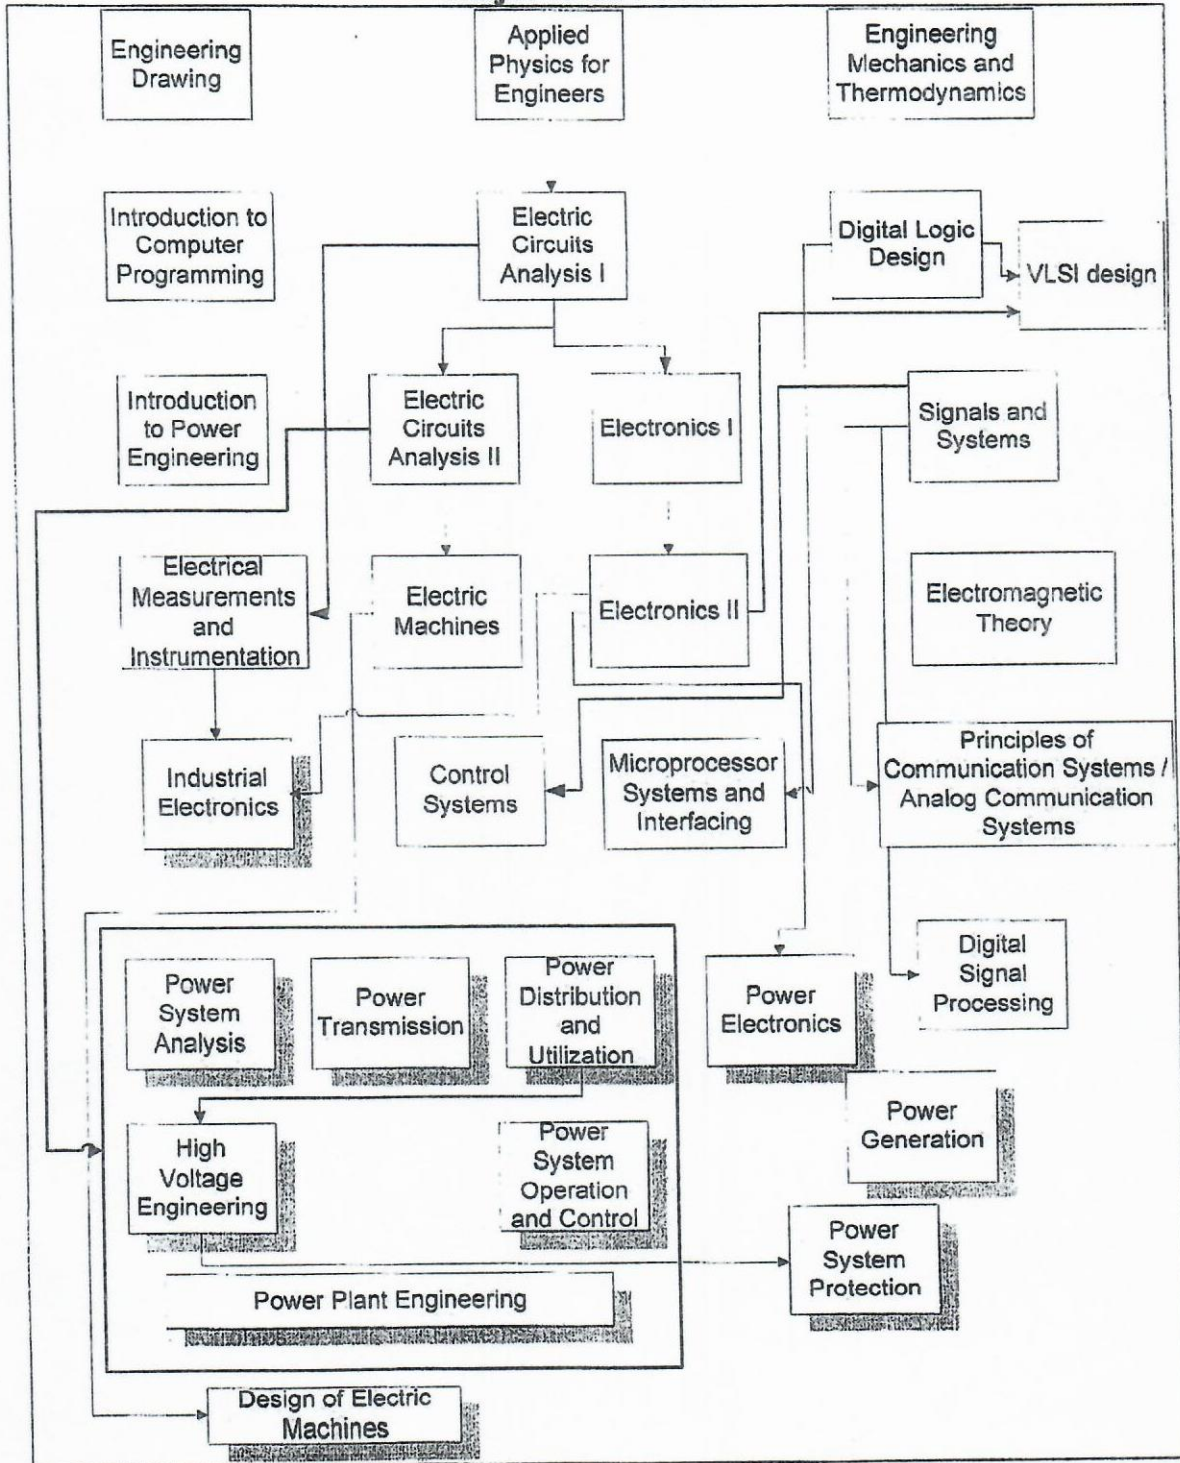 Engineering
Drawing
Applied
Physics for
Engineers
Engineering
Mechanics and
Thermodynamics
Introduction to
Computer
Programming
Electric
Circuits
Analysis I
Digital Logic
Design
VLSI design
Introduction
to Power
Engineering
Electric
Circuits
Analysis II
Electronics I
Signals and
Systems
Electrical
Measurements
and
Instrumentation
Electric
Machines
Electronics II
Electromagnetic
Theory
Industrial
Electronics
Control
Systems
Microprocessor
Systems and
Interfacing
Principles of
Communication Systems /
Analog Communication
Systems
Power
System
Analysis
Power
Transmission
Power
Distribution
and
Utilization
Power
Electronics
Digital
Signal
Processing
High
Voltage
Engineering
Power
System
Operation
and Control
Power
Generation
Power
System
Protection
Power Plant Engineering
Design of Electric
Machines